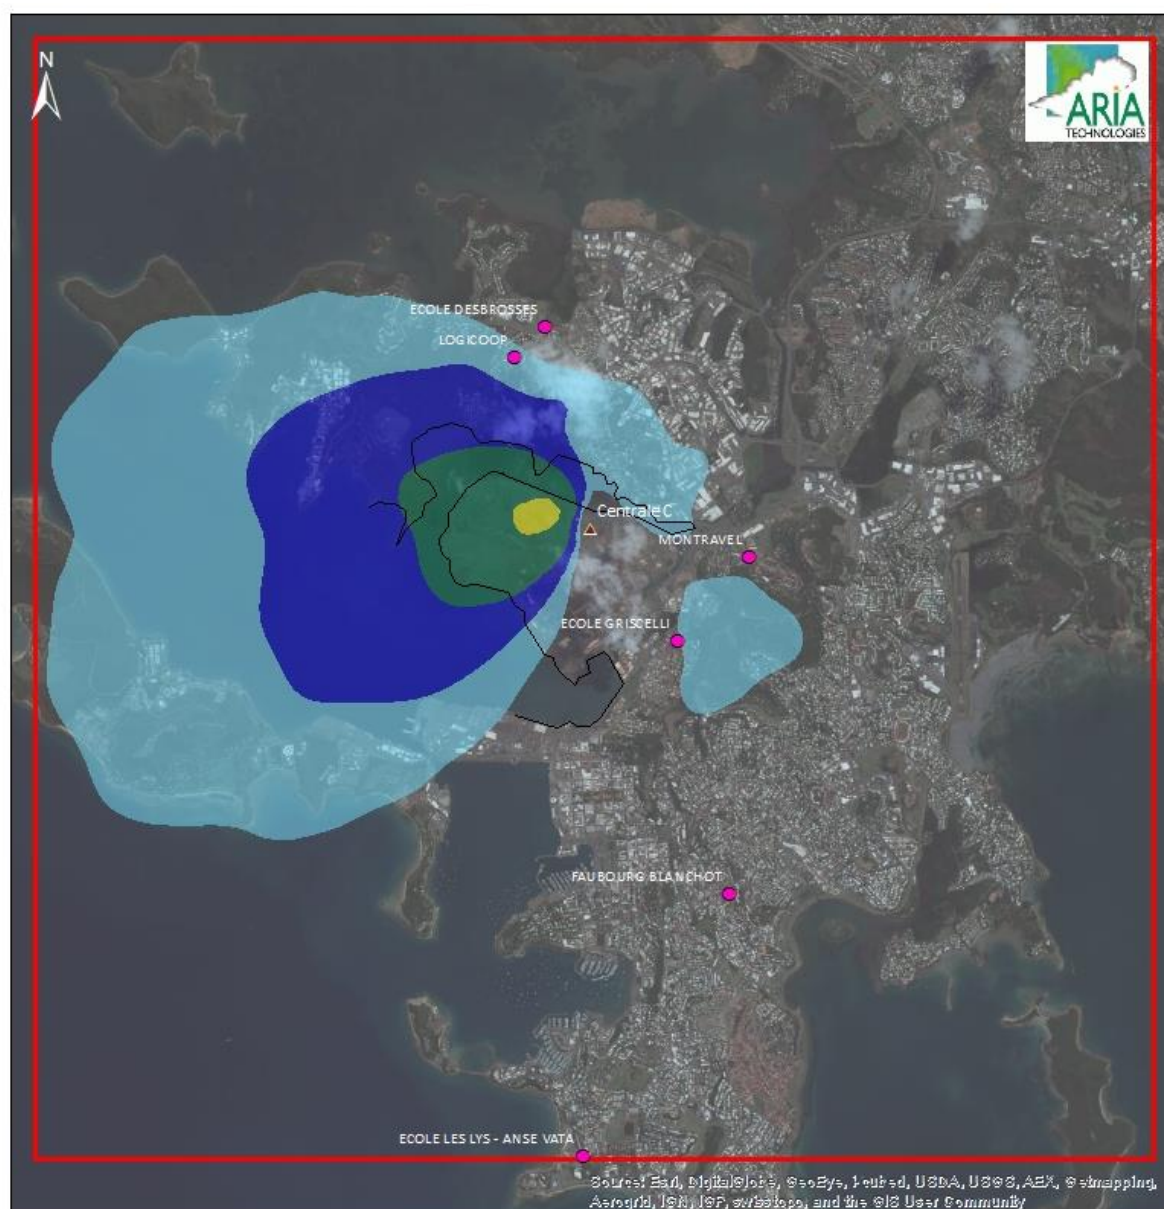 N
ARIA
TECHNOLOGIES
ECOLE DESBROSSES
LOGICOOP
Centrale C
MONTRAVEL
ECOLE GRISCELLI
FAUBOURG BLANCHOT
ECOLE LES LYS - ANSE VATA
Source: Esri, DigitalGlobe, GeoEye, i-cubed, USDA, USGS, AEX, Getmapping,
Aerogrid, IGN, IGP, swisstopo, and the GIS User Community